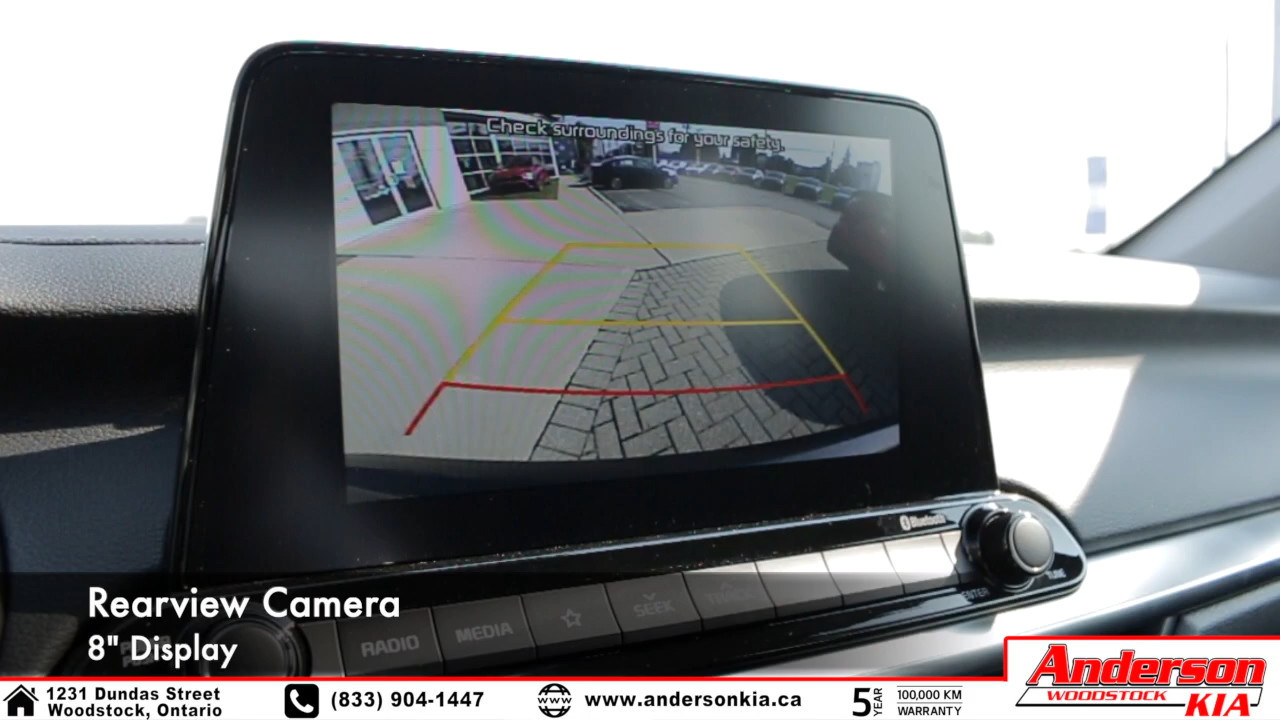 Check surroundings for your safety.
Bluetooth
TUNE
ENTER
RADIO
MEDIA
SEEK
TRACK
Rearview Camera
8" Display
1231 Dundas Street
Woodstock, Ontario
(833) 904-1447
www.andersonkia.ca
5 YEAR
100,000 KM
WARRANTY
Anderson
WOODSTOCK
KIA